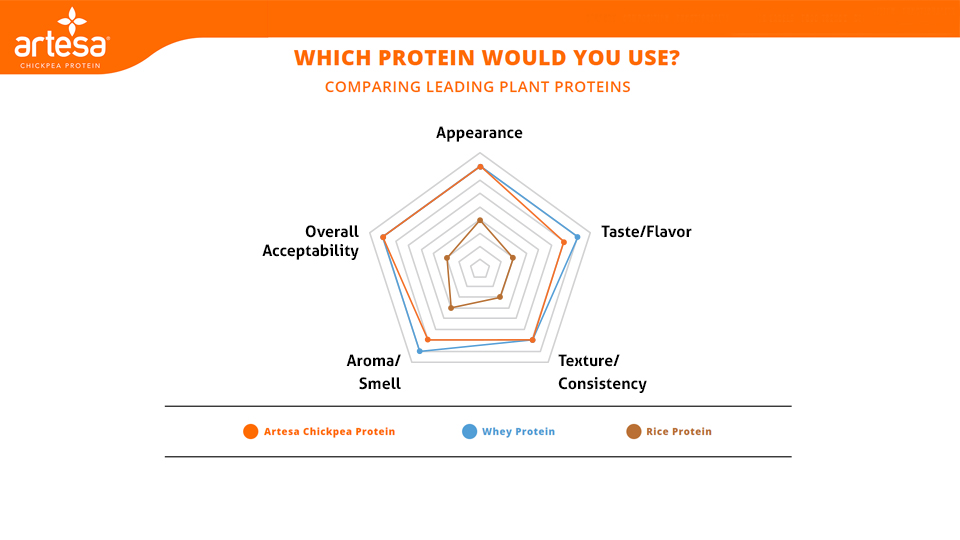 artesa®
CHICKPEA PROTEIN
WHICH PROTEIN WOULD YOU USE?
COMPARING LEADING PLANT PROTEINS
Appearance
Overall
Acceptability
Taste/Flavor
Aroma/
Smell
Texture/
Consistency
Artesa Chickpea Protein
Whey Protein
Rice Protein